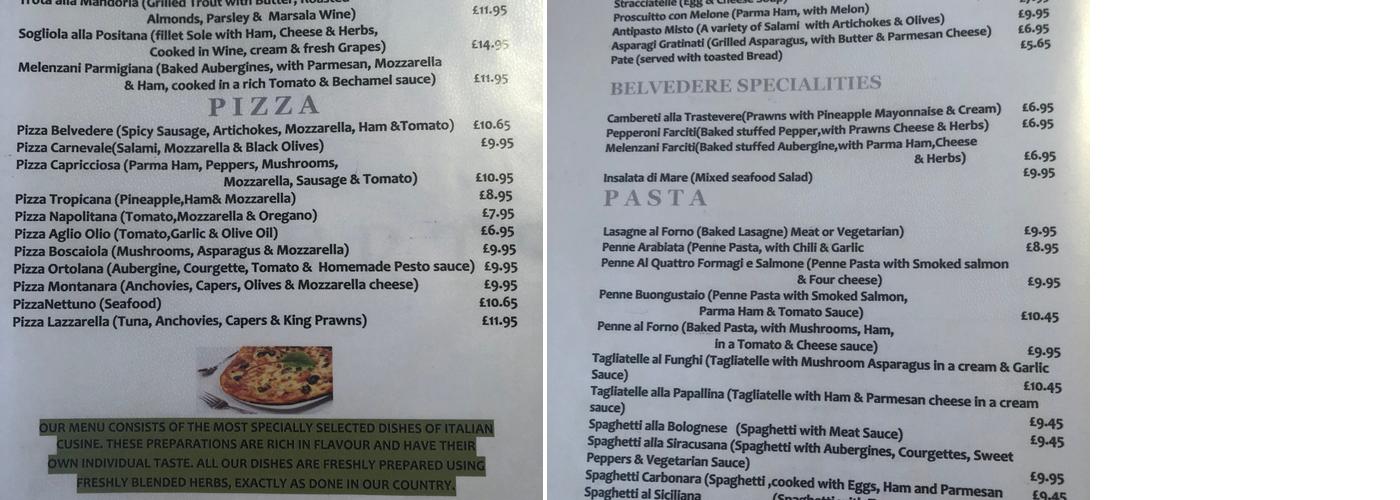 Trota alla Mandorla (Grilled Trout with Butter, Roasted
Almonds, Parsley & Marsala Wine) £11.95
Sogliola alla Positana (fillet Sole with Ham, Cheese & Herbs,
Cooked in Wine, cream & fresh Grapes) £14.95
Melenzani Parmigiana (Baked Aubergines, with Parmesan, Mozzarella
& Ham, cooked in a rich Tomato & Bechamel sauce) £11.95
PIZZA
Pizza Belvedere (Spicy Sausage, Artichokes, Mozzarella, Ham &Tomato) £10.65
Pizza Carnevale(Salami, Mozzarella & Black Olives) £9.95
Pizza Capricciosa (Parma Ham, Peppers, Mushrooms,
Mozzarella, Sausage & Tomato) £10.95
Pizza Tropicana (Pineapple,Ham& Mozzarella) £8.95
Pizza Napolitana (Tomato,Mozzarella & Oregano) £7.95
Pizza Aglio Olio (Tomato,Garlic & Olive Oil) £6.95
Pizza Boscaiola (Mushrooms, Asparagus & Mozzarella) £9.95
Pizza Ortolana (Aubergine, Courgette, Tomato & Homemade Pesto sauce) £9.95
Pizza Montanara (Anchovies, Capers, Olives & Mozzarella cheese) £9.95
PizzaNettuno (Seafood) £10.65
Pizza Lazzarella (Tuna, Anchovies, Capers & King Prawns) £11.95
OUR MENU CONSISTS OF THE MOST SPECIALLY SELECTED DISHES OF ITALIAN
CUSINE. THESE PREPARATIONS ARE RICH IN FLAVOUR AND HAVE THEIR
OWN INDIVIDUAL TASTE. ALL OUR DISHES ARE FRESHLY PREPARED USING
FRESHLY BLENDED HERBS, EXACTLY AS DONE IN OUR COUNTRY.
Stracciatelle (Egg & Cheese Soup)
Proscuitto con Melone (Parma Ham, with Melon) £9.95
Antipasto Misto (A variety of Salami with Artichokes & Olives) £6.95
Asparagi Gratinati (Grilled Asparagus, with Butter & Parmesan Cheese) £5.65
Pate (served with toasted Bread)
BELVEDERE SPECIALITIES
Cambereti alla Trastevere(Prawns with Pineapple Mayonnaise & Cream) £6.95
Pepperoni Farciti(Baked stuffed Pepper,with Prawns Cheese & Herbs) £6.95
Melenzani Farciti(Baked stuffed Aubergine,with Parma Ham,Cheese
& Herbs) £6.95
Insalata di Mare (Mixed seafood Salad) £9.95
PASTA
Lasagne al Forno (Baked Lasagne) Meat or Vegetarian) £9.95
Penne Arabiata (Penne Pasta, with Chili & Garlic £8.95
Penne Al Quattro Formagi e Salmone (Penne Pasta with Smoked salmon
& Four cheese) £9.95
Penne Buongustaio (Penne Pasta with Smoked Salmon,
Parma Ham & Tomato Sauce) £10.45
Penne al Forno (Baked Pasta, with Mushrooms, Ham,
in a Tomato & Cheese sauce) £9.95
Tagliatelle al Funghi (Tagliatelle with Mushroom Asparagus in a cream & Garlic
Sauce) £10.45
Tagliatelle alla Papallina (Tagliatelle with Ham & Parmesan cheese in a cream
sauce) £9.45
Spaghetti alla Bolognese (Spaghetti with Meat Sauce) £9.45
Spaghetti alla Siracusana (Spaghetti with Aubergines, Courgettes, Sweet
Peppers & Vegetarian Sauce) £9.95
Spaghetti Carbonara (Spaghetti ,cooked with Eggs, Ham and Parmesan £9.45
Spaghetti al Siciliana (Spaghetti with